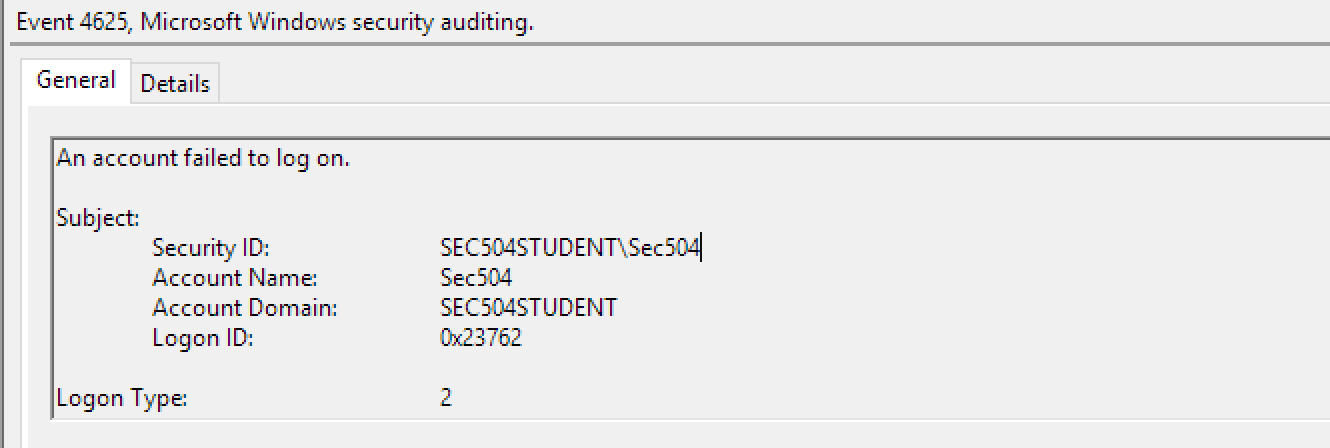 Event 4625, Microsoft Windows security auditing.
General Details
An account failed to log on.
Subject:
Security ID: SEC504STUDENT\Sec504
Account Name: Sec504
Account Domain: SEC504STUDENT
Logon ID: 0x23762
Logon Type: 2